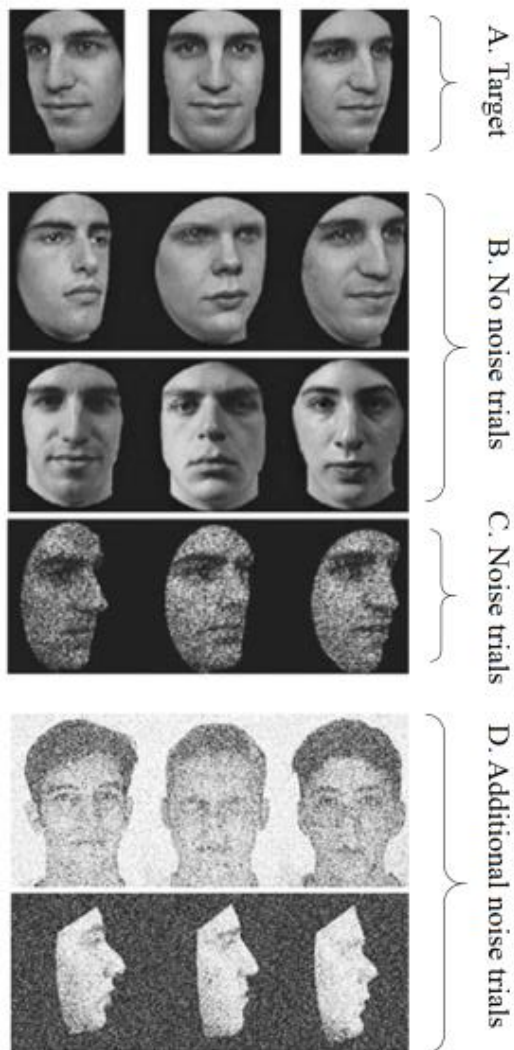 A. Target
B. No noise trials
C. Noise trials
D. Additional noise trials